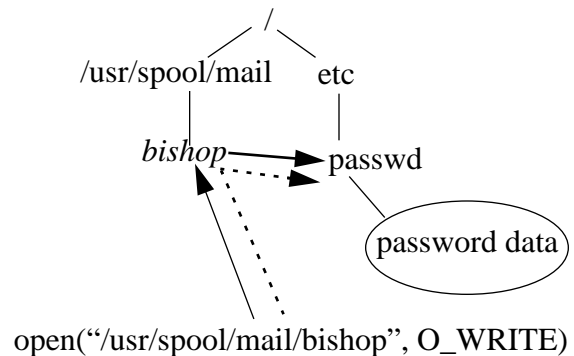 /
/usr/spool/mail etc
bishop passwd
password data
open(“/usr/spool/mail/bishop”, O_WRITE)